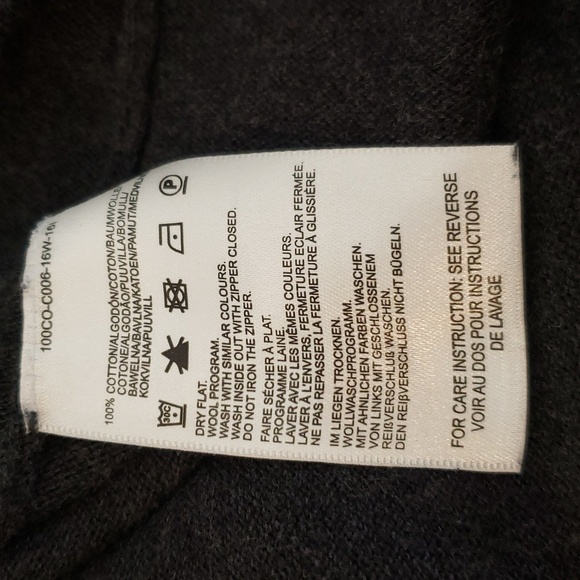 100CO-C006-16W-16
100% COTTON/ALGODÓN/COTON/BAUMWOLLE
COTONE/ALGODÃO/PUUVILLA/BOMULL/
BAWEŁNA/BAVLNA/KATOEN/PAMUT/MEDVILN
KOKVILNA/PUUVILL
30C
P
DRY FLAT.
WOOL PROGRAM.
WASH WITH SIMILAR COLOURS.
WASH INSIDE OUT WITH ZIPPER CLOSED.
DO NOT IRON THE ZIPPER.
FAIRE SÉCHER À PLAT.
PROGRAMME LAINE.
LAVER AVEC LES MÊMES COULEURS.
LAVER À L'ENVERS, FERMETURE ECLAIR FERMÉE.
NE PAS REPASSER LA FERMETURE À GLISSIÈRE.
IM LIEGEN TROCKNEN.
WOLLWASCHPROGRAMM.
MIT ÄHNLICHEN FARBEN WASCHEN.
VON LINKS MIT GESCHLOSSENEM
REIßVERSCHLUß WASCHEN.
DEN REIßVERSCHLUSS NICHT BÜGELN.
FOR CARE INSTRUCTION: SEE REVERSE
VOIR AU DOS POUR INSTRUCTIONS
DE LAVAGE